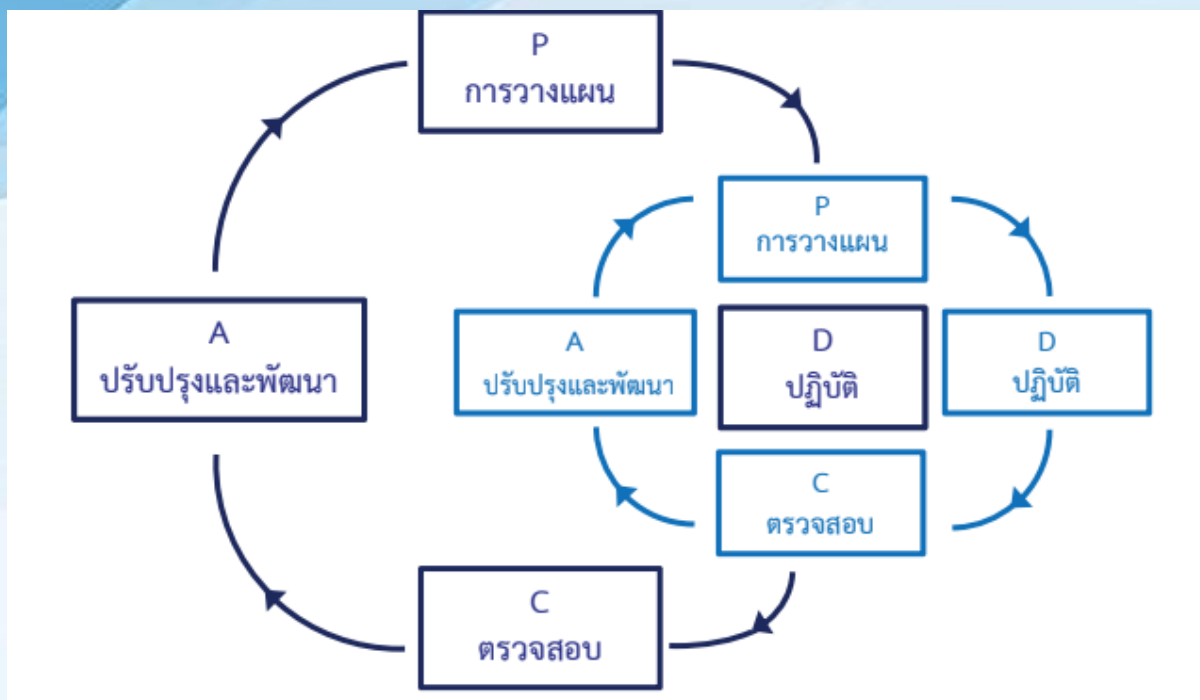 P
การวางแผน
P
การวางแผน
A
ปรับปรุงและพัฒนา
A
ปรับปรุงและพัฒนา
D
ปฏิบัติ
D
ปฏิบัติ
C
ตรวจสอบ
C
ตรวจสอบ